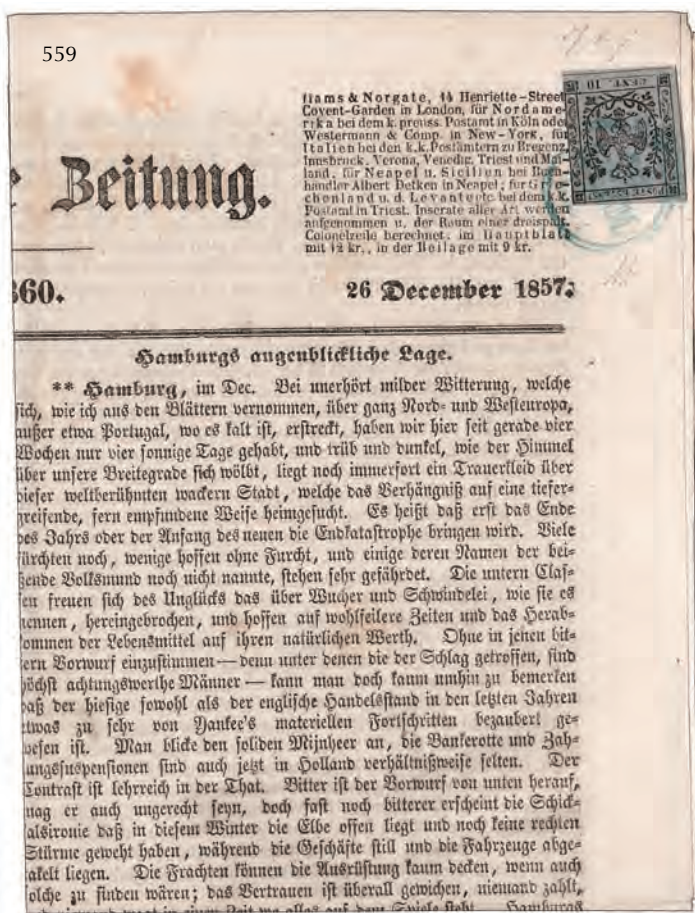 559
liams & Norgate, 14 Henriette-Street
Covent-Garden in London, für Nordame-
rika bei dem k. preuss. Postamt in Köln oder
Westermann & Comp. in New-York, für
Italien bei den k.k. Postämtern zu Bregenz,
Innsbruck, Verona, Venedig, Triest und Mai-
land, für Neapel u. Sicilien bei Buch-
händler Albert Detken in Neapel; für Grie-
chenland u. d. Levante etc. bei dem k.k.
Postamt in Triest. Inserate aller Art werden
aufgenommen u. der Raum einer dreispalt.
Colonelzeile berechnet: im Hauptblatt
mit 12 kr., in der Beilage mit 9 kr.
CENT. 10
Zeitung.
360.
26 December 1857.
Hamburgs augenblickliche Lage.
** Hamburg, im Dec. Bei unerhört milder Witterung, welche
sich, wie ich aus den Blättern vernommen, über ganz Nord- und Westeuropa,
außer etwa Portugal, wo es kalt ist, erstreckt, haben wir hier seit gerade vier
Wochen nur vier sonnige Tage gehabt, und trüb und dunkel, wie der Himmel
über unsere Breitegrade sich wölbt, liegt noch immerfort ein Trauerkleid über
dieser weltberühmten wackern Stadt, welche das Verhängniß auf eine tiefer-
greifende, fern empfundene Weise heimgesucht. Es heißt daß erst das Ende
des Jahrs oder der Anfang des neuen die Endkatastrophe bringen wird. Viele
fürchten noch, wenige hoffen ohne Furcht, und einige deren Namen der bei-
ßende Volksmund noch nicht nannte, stehen sehr gefährdet. Die untern Clas-
sen freuen sich des Unglücks das über Wucher und Schwindelei, wie sie es
nennen, hereingebrochen, und hoffen auf wohlfeilere Zeiten und das Herab-
kommen der Lebensmittel auf ihren natürlichen Werth. Ohne in jenen bit-
tern Vorwurf einzustimmen — denn unter denen die der Schlag getroffen, sind
höchst achtungswerthe Männer — kann man doch kaum umhin zu bemerken
daß der hiesige sowohl als der englische Handelsstand in den letzten Jahren
etwas zu sehr von Yankee's materiellen Fortschritten bezaubert ge-
wesen ist. Man blicke den soliden Mijnheer an, die Bankerotte und Zah-
lungssuspensionen sind auch jetzt in Holland verhältnißweise selten. Der
Contrast ist lehrreich in der That. Bitter ist der Vorwurf von unten herauf,
mag er auch ungerecht seyn, doch fast noch bitterer erscheint die Schick-
salsironie daß in diesem Winter die Elbe offen liegt und noch keine rechten
Stürme geweht haben, während die Geschäfte still und die Fahrzeuge abge-
takelt liegen. Die Frachten können die Ausrüstung kaum decken, wenn auch
solche zu finden wären; das Vertrauen ist überall gewichen, niemand zahlt,